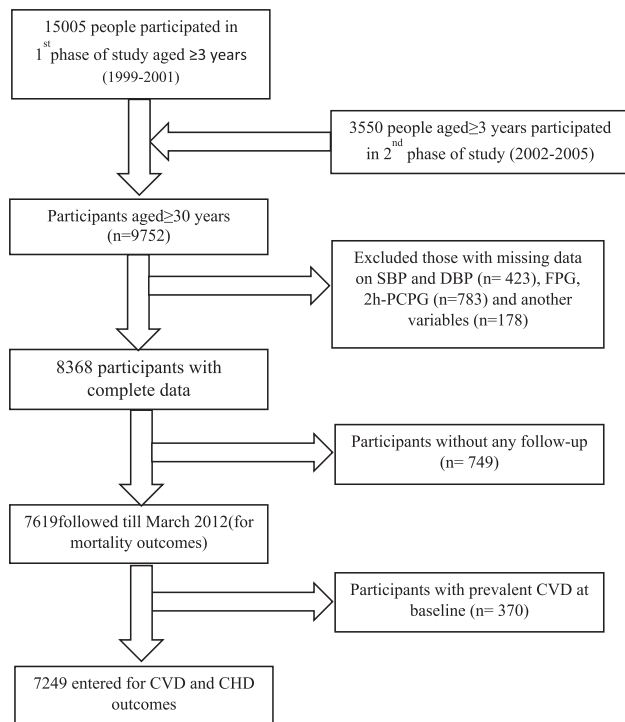 15005 people participated in
1st phase of study aged ≥3 years
(1999-2001)
3550 people aged≥3 years participated
in 2nd phase of study (2002-2005)
Participants aged≥30 years
(n=9752)
Excluded those with missing data
on SBP and DBP (n= 423), FPG,
2h-PCPG (n=783) and another
variables (n=178)
8368 participants with
complete data
Participants without any follow-up
(n= 749)
7619followed till March 2012(for
mortality outcomes)
Participants with prevalent CVD at
baseline (n= 370)
7249 entered for CVD and CHD
outcomes